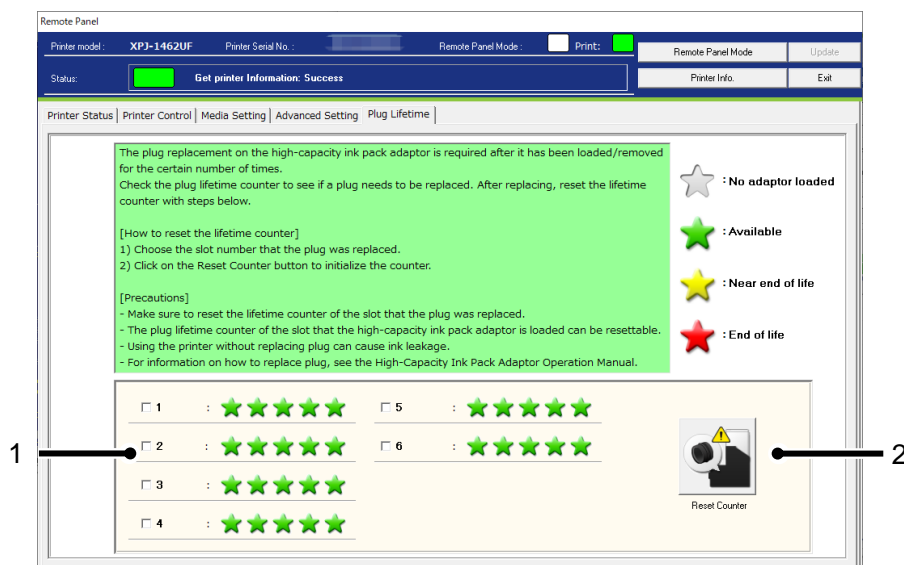 Remote Panel
Printer model : XPJ-1462UF Printer Serial No. : Remote Panel Mode : Print:
Remote Panel Mode Update
Status: Get printer Information: Success
Printer Info. Exit
Printer Status Printer Control Media Setting Advanced Setting Plug Lifetime
The plug replacement on the high-capacity ink pack adaptor is required after it has been loaded/removed
for the certain number of times.
Check the plug lifetime counter to see if a plug needs to be replaced. After replacing, reset the lifetime
counter with steps below.
[How to reset the lifetime counter]
1) Choose the slot number that the plug was replaced.
2) Click on the Reset Counter button to initialize the counter.
[Precautions]
- Make sure to reset the lifetime counter of the slot that the plug was replaced.
- The plug lifetime counter of the slot that the high-capacity ink pack adaptor is loaded can be resettable.
- Using the printer without replacing plug can cause ink leakage.
- For information on how to replace plug, see the High-Capacity Ink Pack Adaptor Operation Manual.
: No adaptor loaded
: Available
: Near end of life
: End of life
1 :
2 :
3 :
4 :
5 :
6 :
Reset Counter
1
2